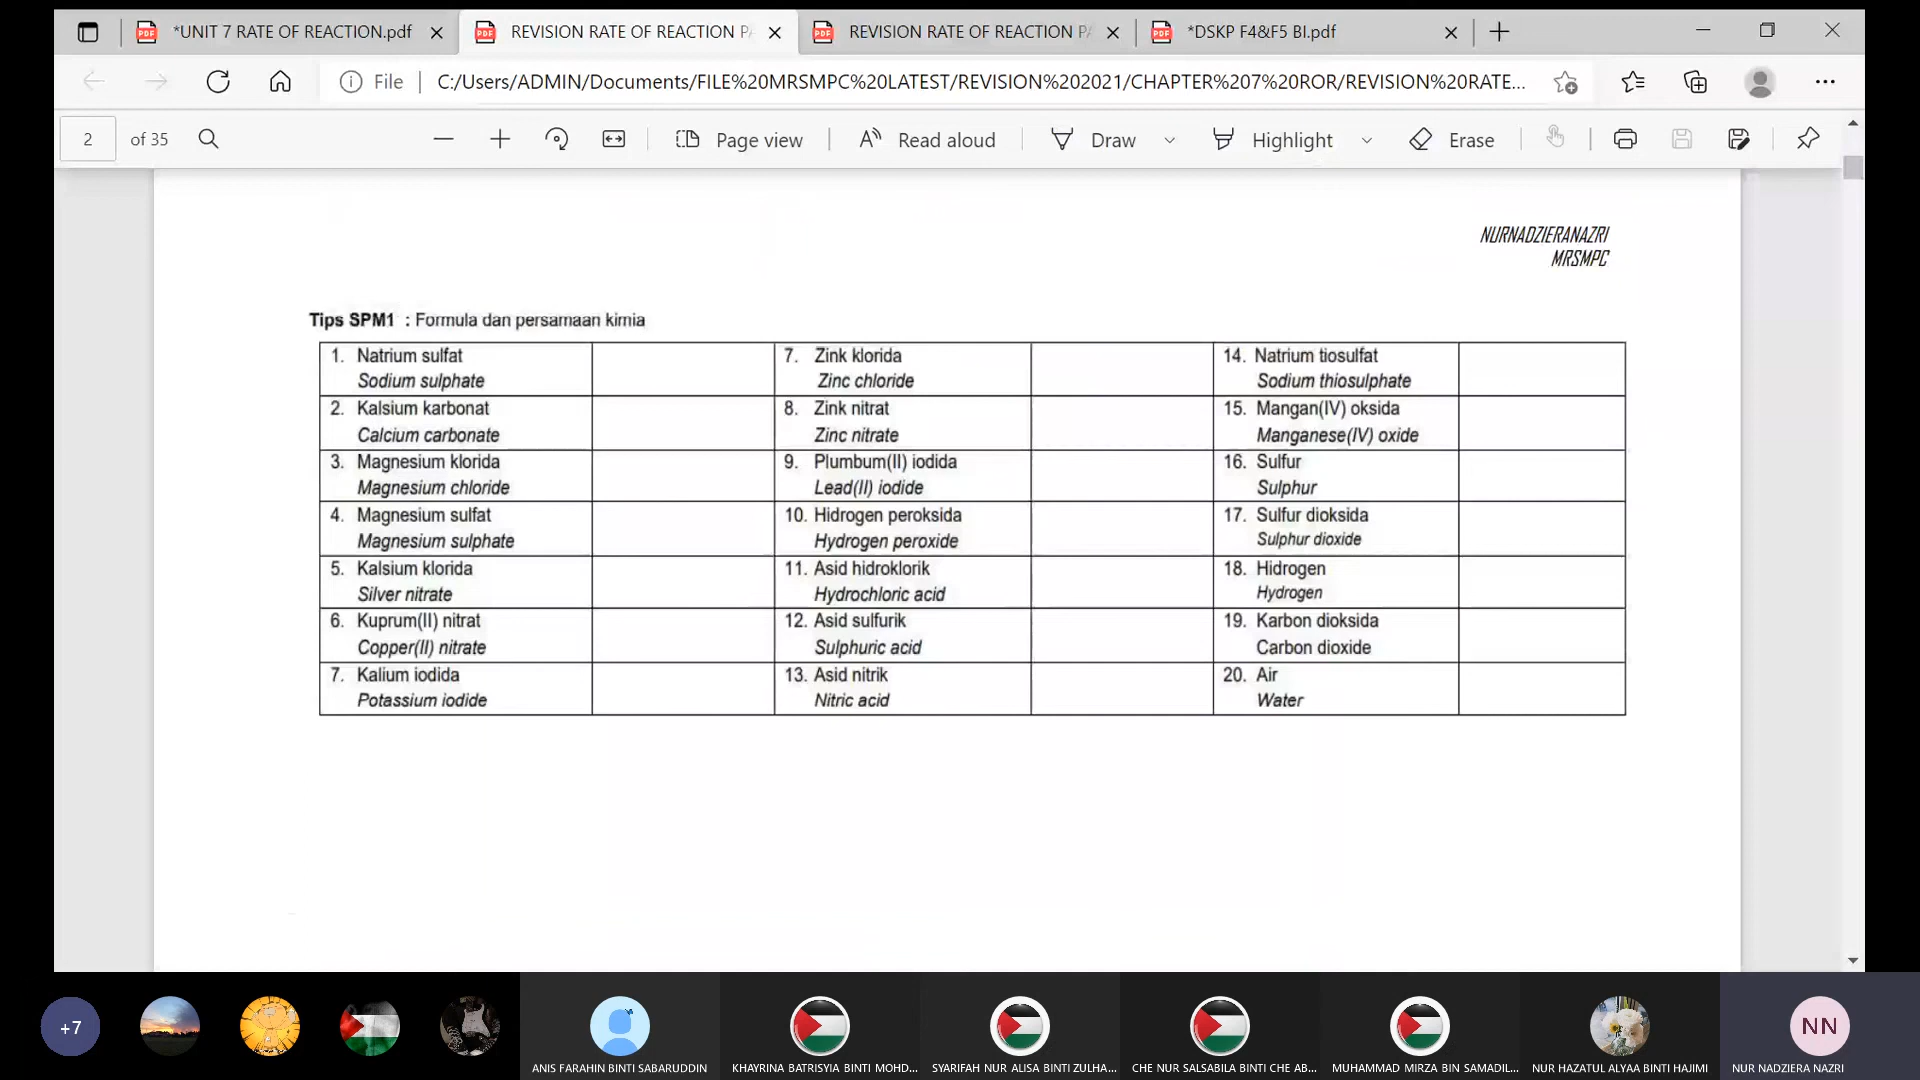 *UNIT 7 RATE OF REACTION.pdf
REVISION RATE OF REACTION P
REVISION RATE OF REACTION P
*DSKP F4&F5 BI.pdf
File
C:/Users/ADMIN/Documents/FILE%20MRSMPC%20LATEST/REVISION%202021/CHAPTER%207%20ROR/REVISION%20RATE...
2 of 35
Page view
Read aloud
Draw
Highlight
Erase
NURNADZIERANAZRI
MRSMPC
Tips SPM1 : Formula dan persamaan kimia
1. Natrium sulfat
Sodium sulphate
7. Zink klorida
Zinc chloride
14. Natrium tiosulfat
Sodium thiosulphate
2. Kalsium karbonat
Calcium carbonate
8. Zink nitrat
Zinc nitrate
15. Mangan(IV) oksida
Manganese(IV) oxide
3. Magnesium klorida
Magnesium chloride
9. Plumbum(II) iodida
Lead(II) iodide
16. Sulfur
Sulphur
4. Magnesium sulfat
Magnesium sulphate
10. Hidrogen peroksida
Hydrogen peroxide
17. Sulfur dioksida
Sulphur dioxide
5. Kalsium klorida
Silver nitrate
11. Asid hidroklorik
Hydrochloric acid
18. Hidrogen
Hydrogen
6. Kuprum(II) nitrat
Copper(II) nitrate
12. Asid sulfurik
Sulphuric acid
19. Karbon dioksida
Carbon dioxide
7. Kalium iodida
Potassium iodide
13. Asid nitrik
Nitric acid
20. Air
Water
+7
NN
ANIS FARAHIN BINTI SABARUDDIN
KHAYRINA BATRISYIA BINTI MOHD...
SYARIFAH NUR ALISA BINTI ZULHA...
CHE NUR SALSABILA BINTI CHE AB...
MUHAMMAD MIRZA BIN SAMADIL...
NUR HAZATUL ALYAA BINTI HAJIMI
NUR NADZIERA NAZRI